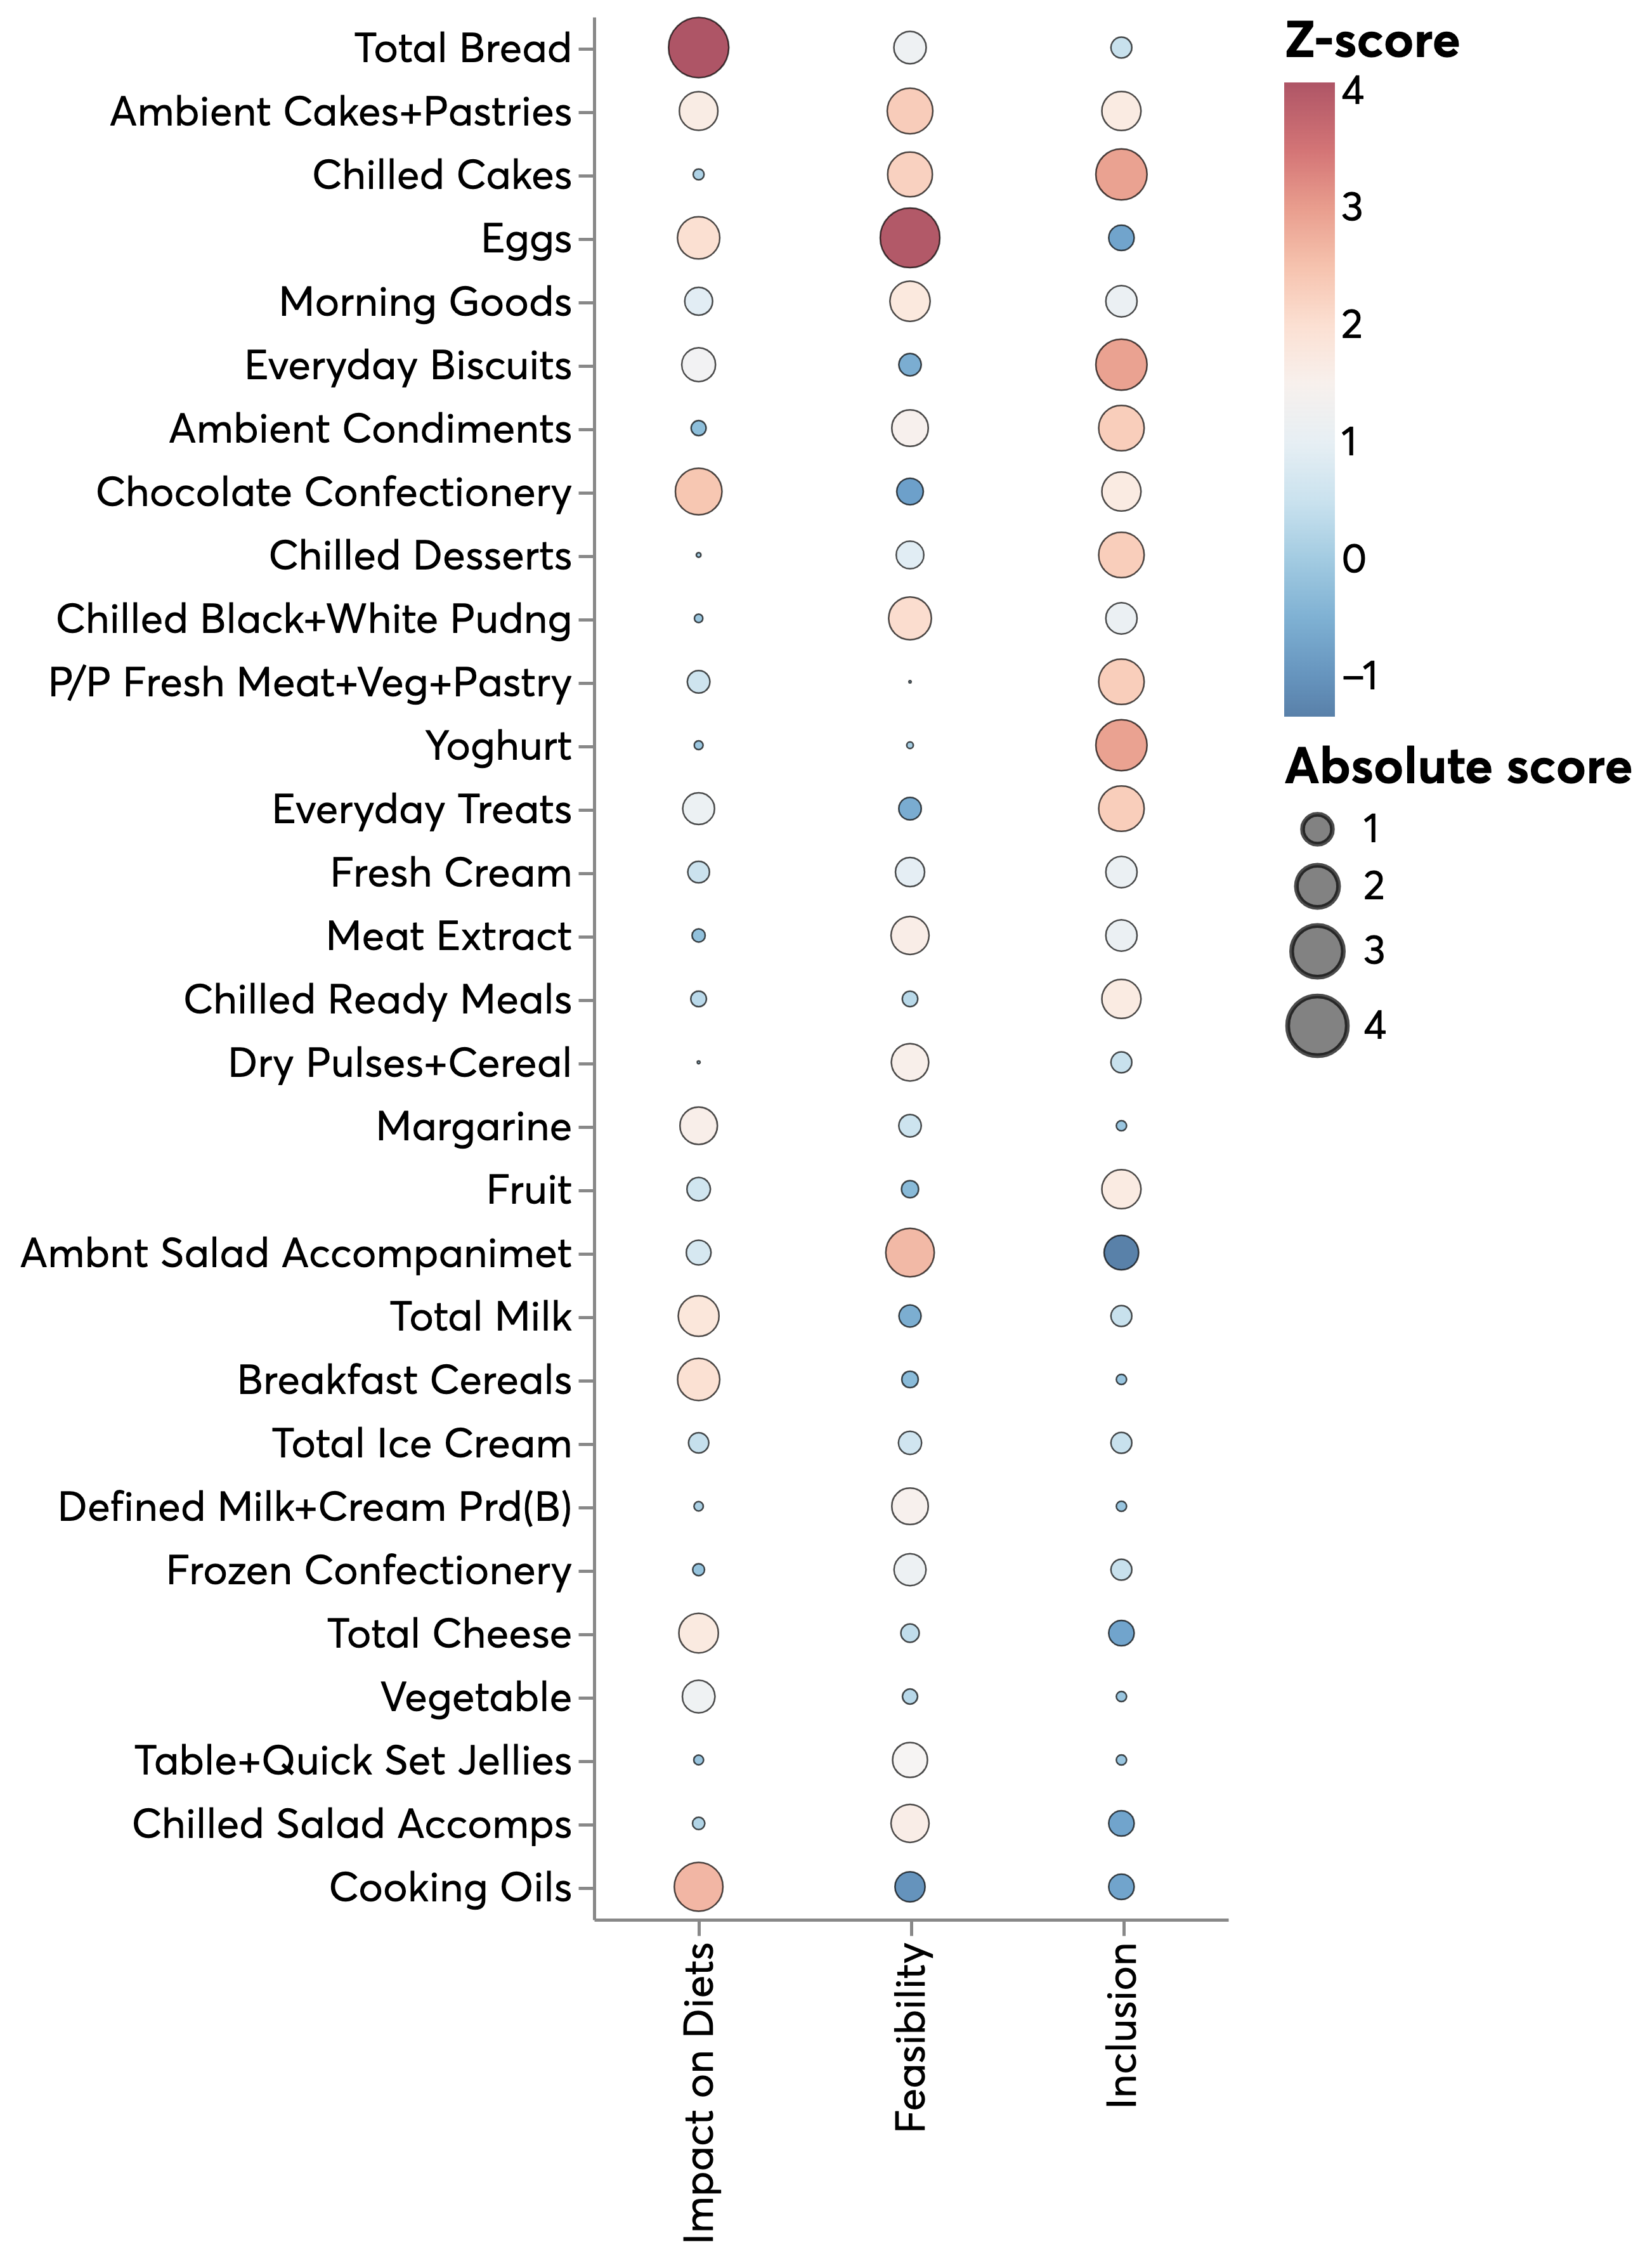 Total Bread
Ambient Cakes+Pastries
Chilled Cakes
Eggs
Morning Goods
Everyday Biscuits
Ambient Condiments
Chocolate Confectionery
Chilled Desserts
Chilled Black+White Pudng
P/P Fresh Meat+Veg+Pastry
Yoghurt
Everyday Treats
Fresh Cream
Meat Extract
Chilled Ready Meals
Dry Pulses+Cereal
Margarine
Fruit
Ambnt Salad Accompanimet
Total Milk
Breakfast Cereals
Total Ice Cream
Defined Milk+Cream Prd(B)
Frozen Confectionery
Total Cheese
Vegetable
Table+Quick Set Jellies
Chilled Salad Accomps
Cooking Oils
Impact on Diets
Feasibility
Inclusion
Z-score
4
3
2
1
0
−1
Absolute score
1
2
3
4